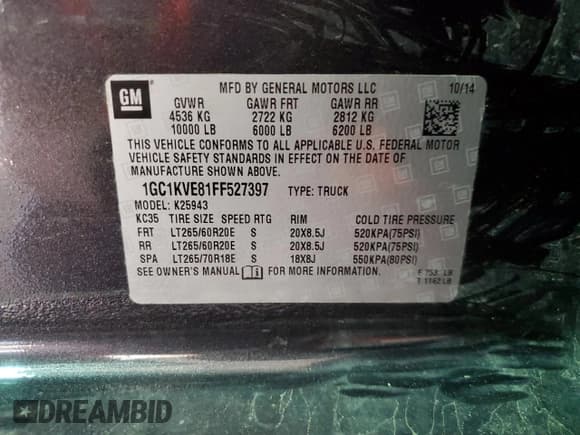 GM
MFD BY GENERAL MOTORS LLC 10/14
GVWR GAWR FRT GAWR RR
4536 KG 2722 KG 2812 KG
10000 LB 6000 LB 6200 LB
THIS VEHICLE CONFORMS TO ALL APPLICABLE U.S. FEDERAL MOTOR
VEHICLE SAFETY STANDARDS IN EFFECT ON THE DATE OF
MANUFACTURE SHOWN ABOVE.
1GC1KVE81FF527397 TYPE: TRUCK
MODEL: K25943
KC35 TIRE SIZE SPEED RTG RIM COLD TIRE PRESSURE
FRT LT265/60R20E S 20X8.5J 520KPA(75PSI)
RR LT265/60R20E S 20X8.5J 520KPA(75PSI)
SPA LT265/70R18E S 18X8J 550KPA(80PSI)
SEE OWNER'S MANUAL FOR MORE INFORMATION.
F 753 LB
T 1162 LB
DREAMBID